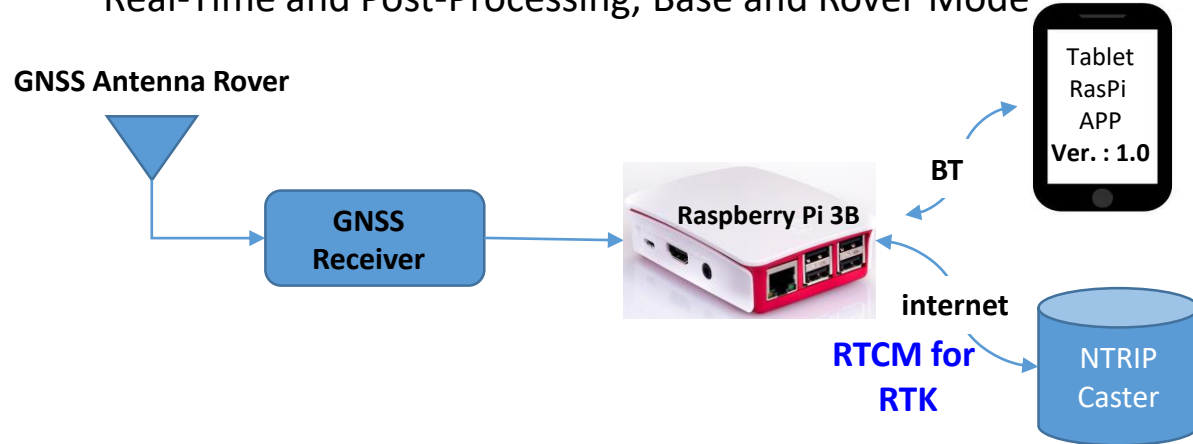 Real-Time and Post-Processing, Base and Rover Mode
GNSS Antenna Rover
GNSS
Receiver
Raspberry Pi 3B
BT
Tablet
RasPi
APP
Ver. : 1.0
internet
RTCM for
RTK
NTRIP
Caster